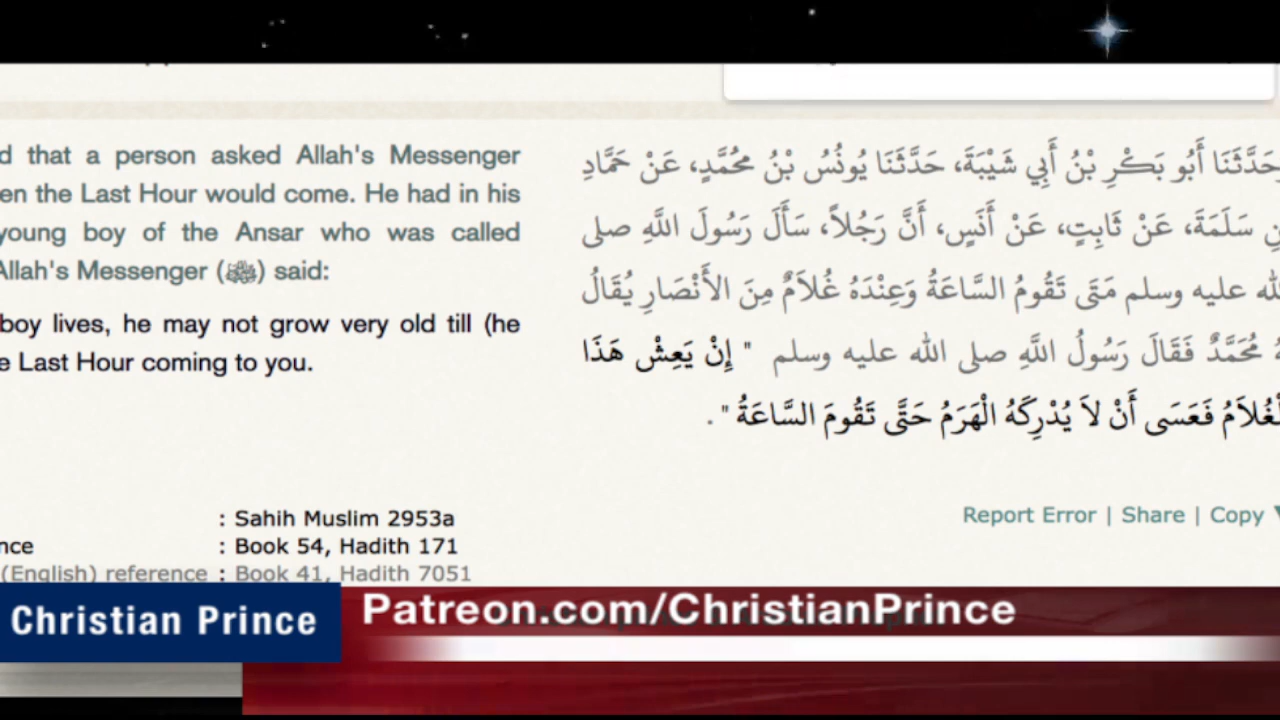 d that a person asked Allah's Messenger
en the Last Hour would come. He had in his
young boy of the Ansar who was called
Allah's Messenger (ﷺ) said:
boy lives, he may not grow very old till (he
e Last Hour coming to you.
حَدَّثَنَا أَبُو بَكْرِ بْنُ أَبِي شَيْبَةَ، حَدَّثَنَا يُونُسُ بْنُ مُحَمَّدٍ، عَنْ حَمَّادِ
نِ سَلَمَةَ، عَنْ ثَابِتٍ، عَنْ أَنَسٍ، أَنَّ رَجُلاً، سَأَلَ رَسُولَ اللَّهِ صلى
لله عليه وسلم مَتَى تَقُومُ السَّاعَةُ وَعِنْدَهُ غُلاَمٌ مِنَ الأَنْصَارِ يُقَالُ
هُ مُحَمَّدٌ فَقَالَ رَسُولُ اللَّهِ صلى الله عليه وسلم " إِنْ يَعِشْ هَذَا
لْغُلاَمُ فَعَسَى أَنْ لاَ يُدْرِكَهُ الْهَرَمُ حَتَّى تَقُومَ السَّاعَةُ " .
: Sahih Muslim 2953a
nce : Book 54, Hadith 171
(English) reference : Book 41, Hadith 7051
Report Error | Share | Copy
Christian Prince
Patreon.com/ChristianPrince